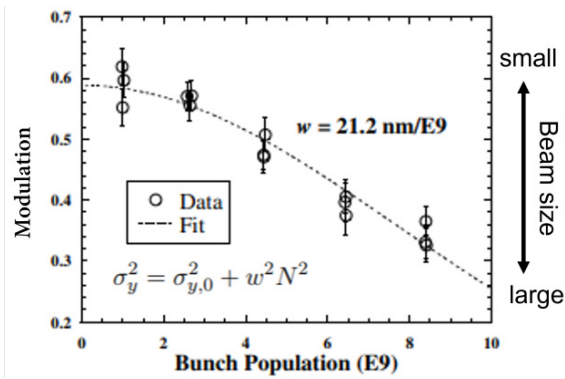 0.7
0.6
0.5
0.4
0.3
0.2
Modulation
w = 21.2 nm/E9
Data
Fit
σ_y^2 = σ_{y,0}^2 + w^2N^2
0 2 4 6 8 10
Bunch Population (E9)
small
Beam size
large